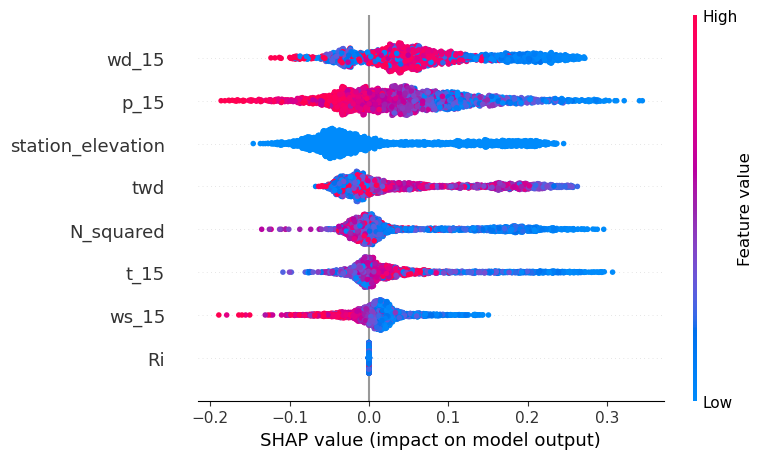 High
wd_15
p_15
station_elevation
twd
N_squared
t_15
ws_15
Ri
Feature value
Low
−0.2 −0.1 0.0 0.1 0.2 0.3
SHAP value (impact on model output)